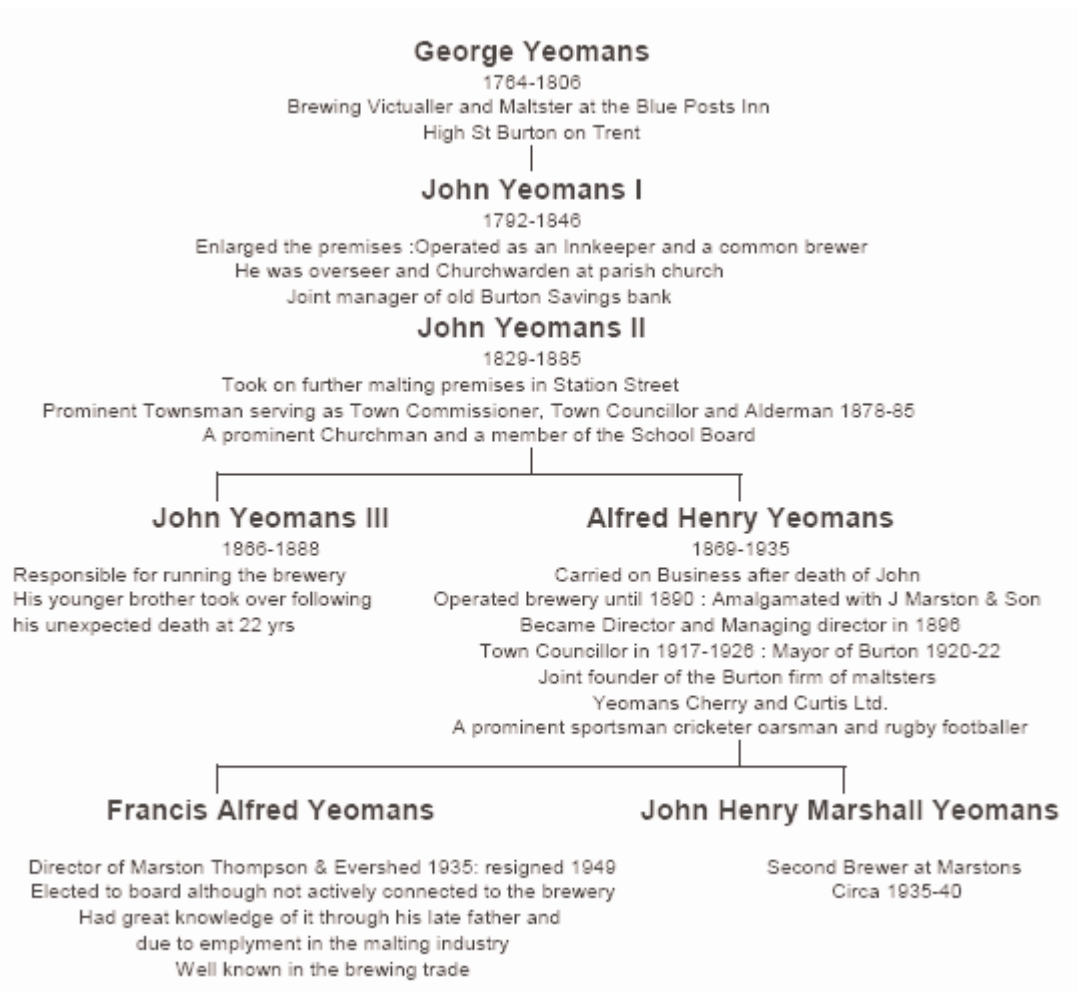 George Yeomans
1764-1806
Brewing Victualler and Maltster at the Blue Posts Inn
High St Burton on Trent
John Yeomans I
1792-1846
Enlarged the premises :Operated as an Innkeeper and a common brewer
He was overseer and Churchwarden at parish church
Joint manager of old Burton Savings bank
John Yeomans II
1829-1885
Took on further malting premises in Station Street
Prominent Townsman serving as Town Commissioner, Town Councillor and Alderman 1878-85
A prominent Churchman and a member of the School Board
John Yeomans III
1866-1888
Responsible for running the brewery
His younger brother took over following
his unexpected death at 22 yrs
Alfred Henry Yeomans
1869-1935
Carried on Business after death of John
Operated brewery until 1890 : Amalgamated with J Marston & Son
Became Director and Managing director in 1896
Town Councillor in 1917-1926 : Mayor of Burton 1920-22
Joint founder of the Burton firm of maltsters
Yeomans Cherry and Curtis Ltd.
A prominent sportsman cricketer oarsman and rugby footballer
Francis Alfred Yeomans
Director of Marston Thompson & Evershed 1935: resigned 1949
Elected to board although not actively connected to the brewery
Had great knowledge of it through his late father and
due to emplyment in the malting industry
Well known in the brewing trade
John Henry Marshall Yeomans
Second Brewer at Marstons
Circa 1935-40